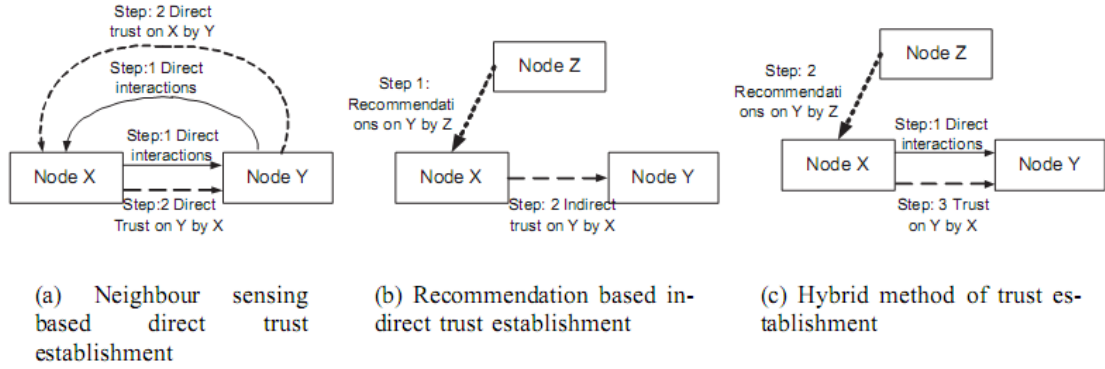 Step: 2 Direct
trust on X by Y
Step:1 Direct
interactions
Step:1 Direct
interactions
Node X
Node Y
Step:2 Direct
Trust on Y by X
(a) Neighbour sensing
based direct trust
establishment
Node Z
Step 1:
Recommendati
ons on Y by Z
Node X
Node Y
Step: 2 Indirect
trust on Y by X
(b) Recommendation based in-
direct trust establishment
Node Z
Step: 2
Recommendati
ons on Y by Z
Step:1 Direct
interactions
Node X
Node Y
Step: 3 Trust
on Y by X
(c) Hybrid method of trust es-
tablishment